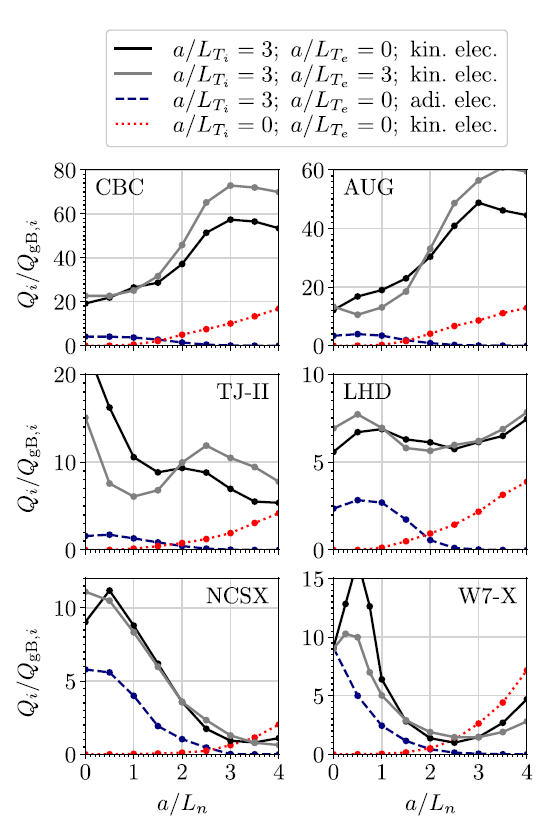 a/L_{T_i} = 3; a/L_{T_e} = 0; kin. elec.
a/L_{T_i} = 3; a/L_{T_e} = 3; kin. elec.
a/L_{T_i} = 3; a/L_{T_e} = 0; adi. elec.
a/L_{T_i} = 0; a/L_{T_e} = 0; kin. elec.
80
60
40
20
0
Q_i/Q_{gB,i}
CBC
60
40
20
0
AUG
20
10
0
Q_i/Q_{gB,i}
TJ-II
10
5
0
LHD
10
5
0
Q_i/Q_{gB,i}
NCSX
15
10
5
0
W7-X
0 1 2 3 4
0 1 2 3 4
a/L_n
a/L_n